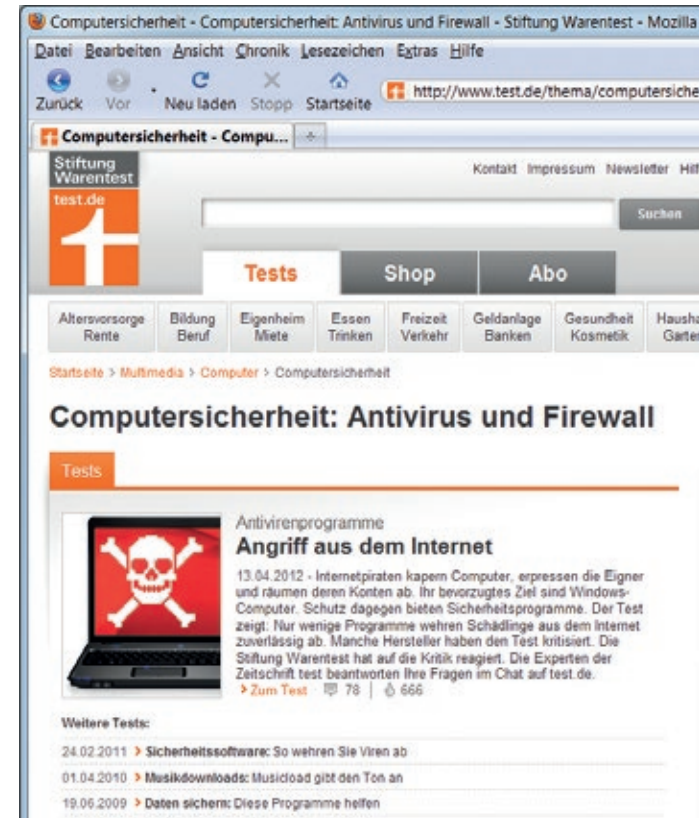 Computersicherheit - Computersicherheit: Antivirus und Firewall - Stiftung Warentest - Mozilla
Datei Bearbeiten Ansicht Chronik Lesezeichen Extras Hilfe
Zurück Vor Neu laden Stopp Startseite http://www.test.de/thema/computersiche
Computersicherheit - Compu...
Stiftung
Warentest
test.de
Kontakt Impressum Newsletter Hilf
Suchen
Tests Shop Abo
Altersvorsorge Rente
Bildung Beruf
Eigenheim Miete
Essen Trinken
Freizeit Verkehr
Geldanlage Banken
Gesundheit Kosmetik
Hausha Garten
Startseite > Multimedia > Computer > Computersicherheit
Computersicherheit: Antivirus und Firewall
Tests
Antivirenprogramme
Angriff aus dem Internet
13.04.2012 - Internetpiraten kapern Computer, erpressen die Eigner
und räumen deren Konten ab. Ihr bevorzugtes Ziel sind Windows-
Computer. Schutz dagegen bieten Sicherheitsprogramme. Der Test
zeigt: Nur wenige Programme wehren Schädlinge aus dem Internet
zuverlässig ab. Manche Hersteller haben den Test kritisiert. Die
Stiftung Warentest hat auf die Kritik reagiert. Die Experten der
Zeitschrift test beantworten Ihre Fragen im Chat auf test.de.
> Zum Test 78 | 666
Weitere Tests:
24.02.2011 > Sicherheitssoftware: So wehren Sie Viren ab
01.04.2010 > Musikdownloads: Musicload gibt den Ton an
19.06.2009 > Daten sichern: Diese Programme helfen